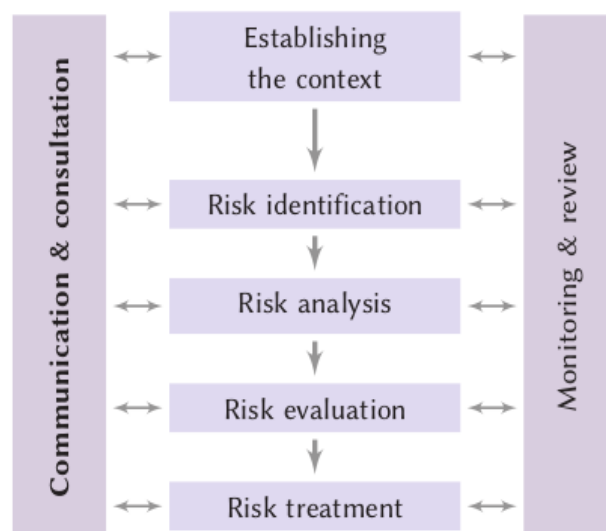 Communication & consultation
Establishing
the context
Risk identification
Risk analysis
Risk evaluation
Risk treatment
Monitoring & review